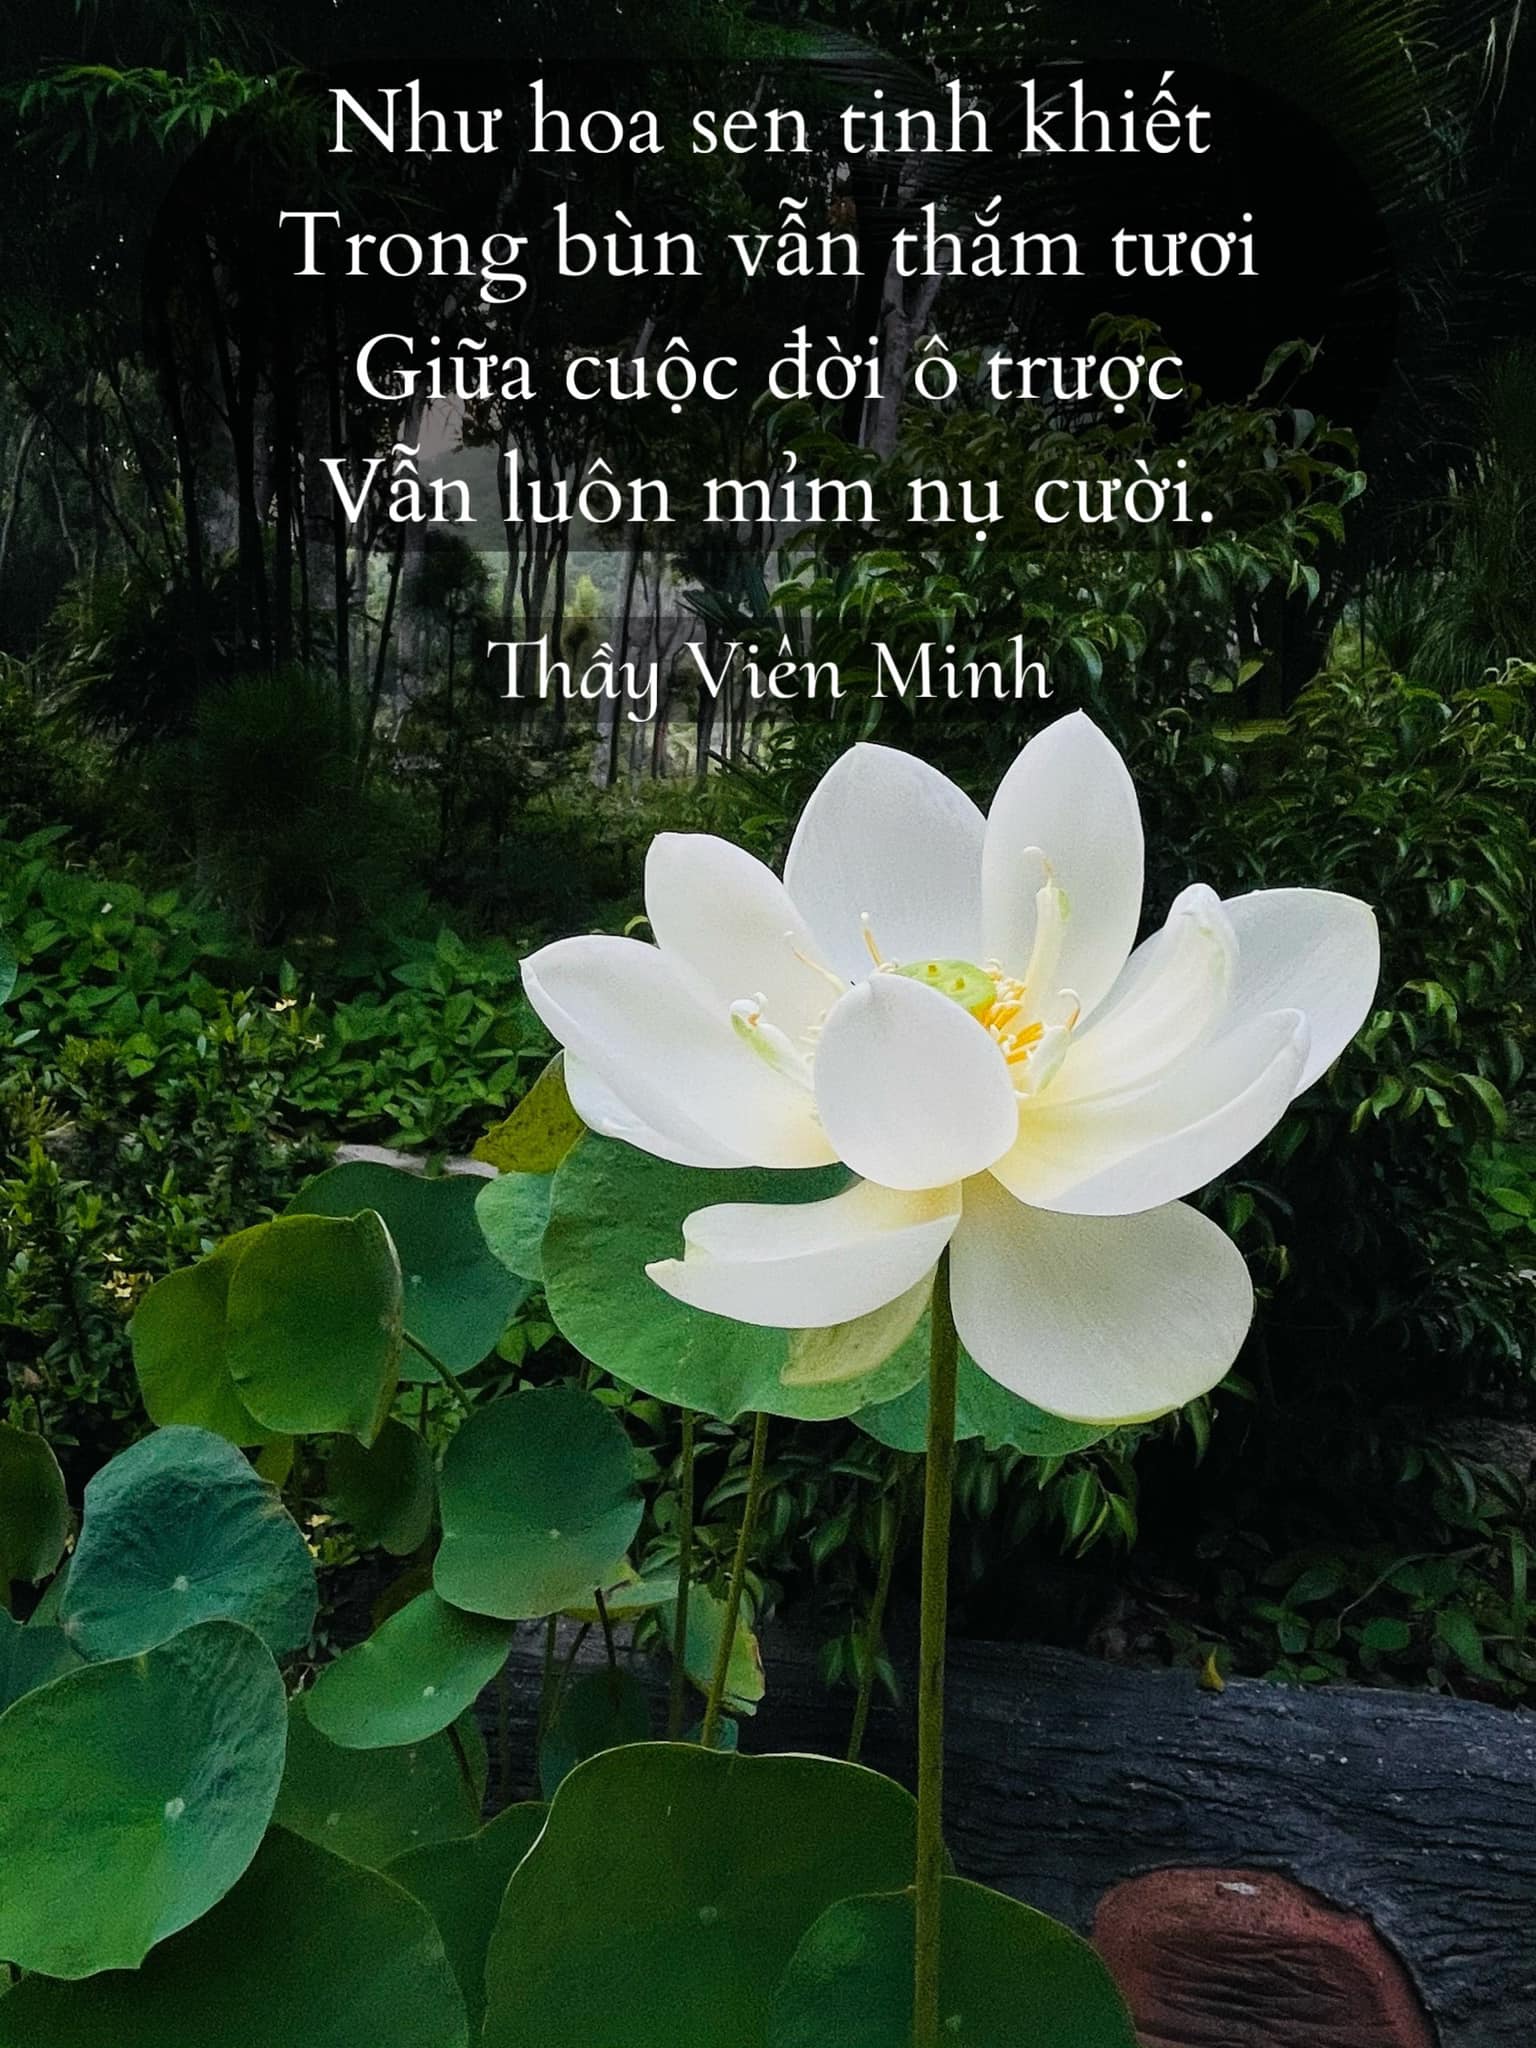 Như hoa sen tinh khiết
Trong bùn vẫn thắm tươi
Giữa cuộc đời ô trược
Vẫn luôn mỉm nụ cười.
Thầy Viên Minh